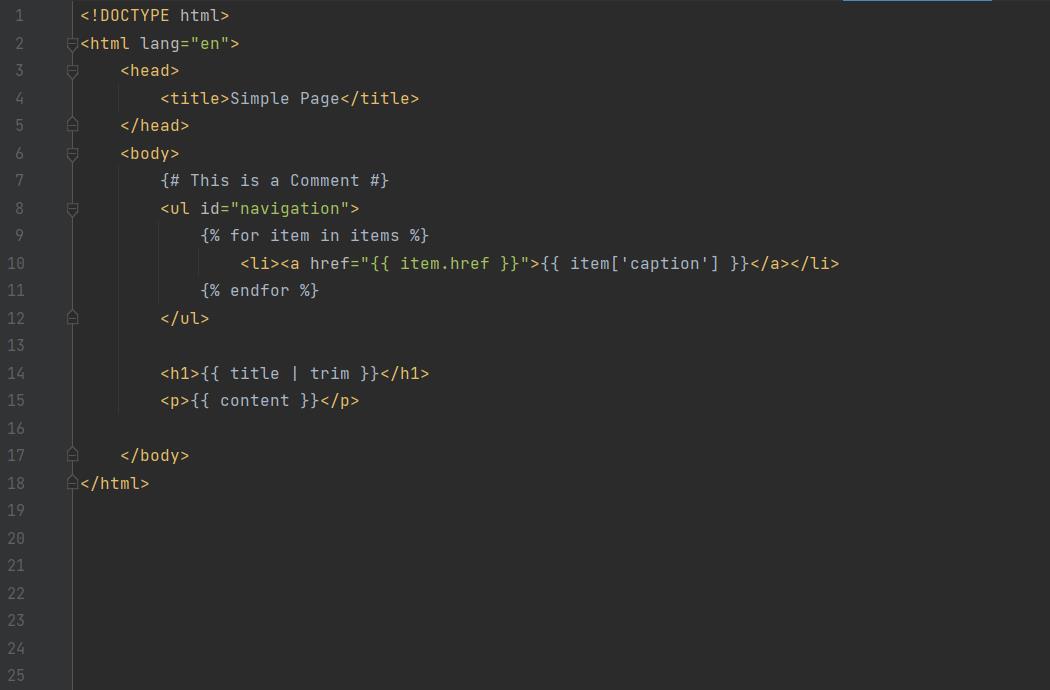 1 <!DOCTYPE html>
2 <html lang="en">
3     <head>
4         <title>Simple Page</title>
5     </head>
6     <body>
7         {# This is a Comment #}
8         <ul id="navigation">
9             {% for item in items %}
10                 <li><a href="{{ item.href }}">{{ item['caption'] }}</a></li>
11             {% endfor %}
12         </ul>
13
14         <h1>{{ title | trim }}</h1>
15         <p>{{ content }}</p>
16
17     </body>
18 </html>
19
20
21
22
23
24
25